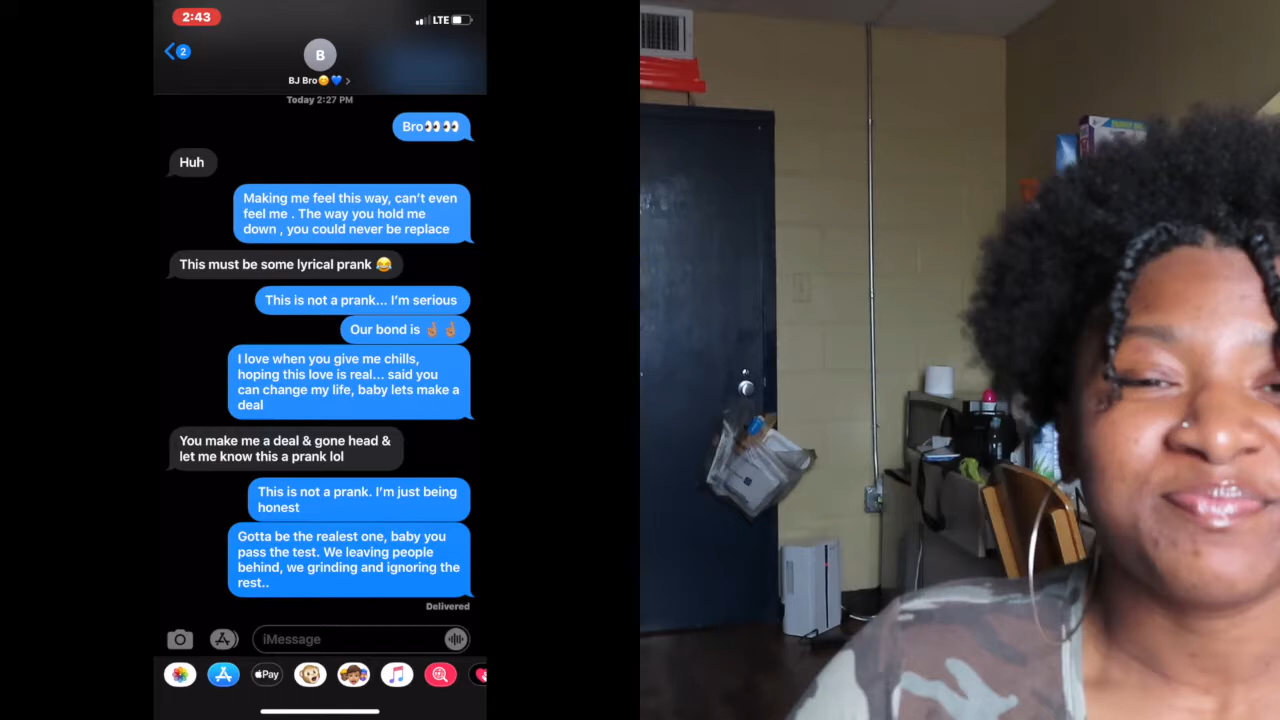 2:43
LTE
2
B
BJ Bro😊💙 >
Today 2:27 PM
Bro👀👀
Huh
Making me feel this way, can’t even
feel me . The way you hold me
down , you could never be replace
This must be some lyrical prank 😂
This is not a prank... I’m serious
Our bond is 🤞🏽🤞🏽
I love when you give me chills,
hoping this love is real... said you
can change my life, baby lets make a
deal
You make me a deal & gone head &
let me know this a prank lol
This is not a prank. I’m just being
honest
Gotta be the realest one, baby you
pass the test. We leaving people
behind, we grinding and ignoring the
rest..
Delivered
iMessage
Pay